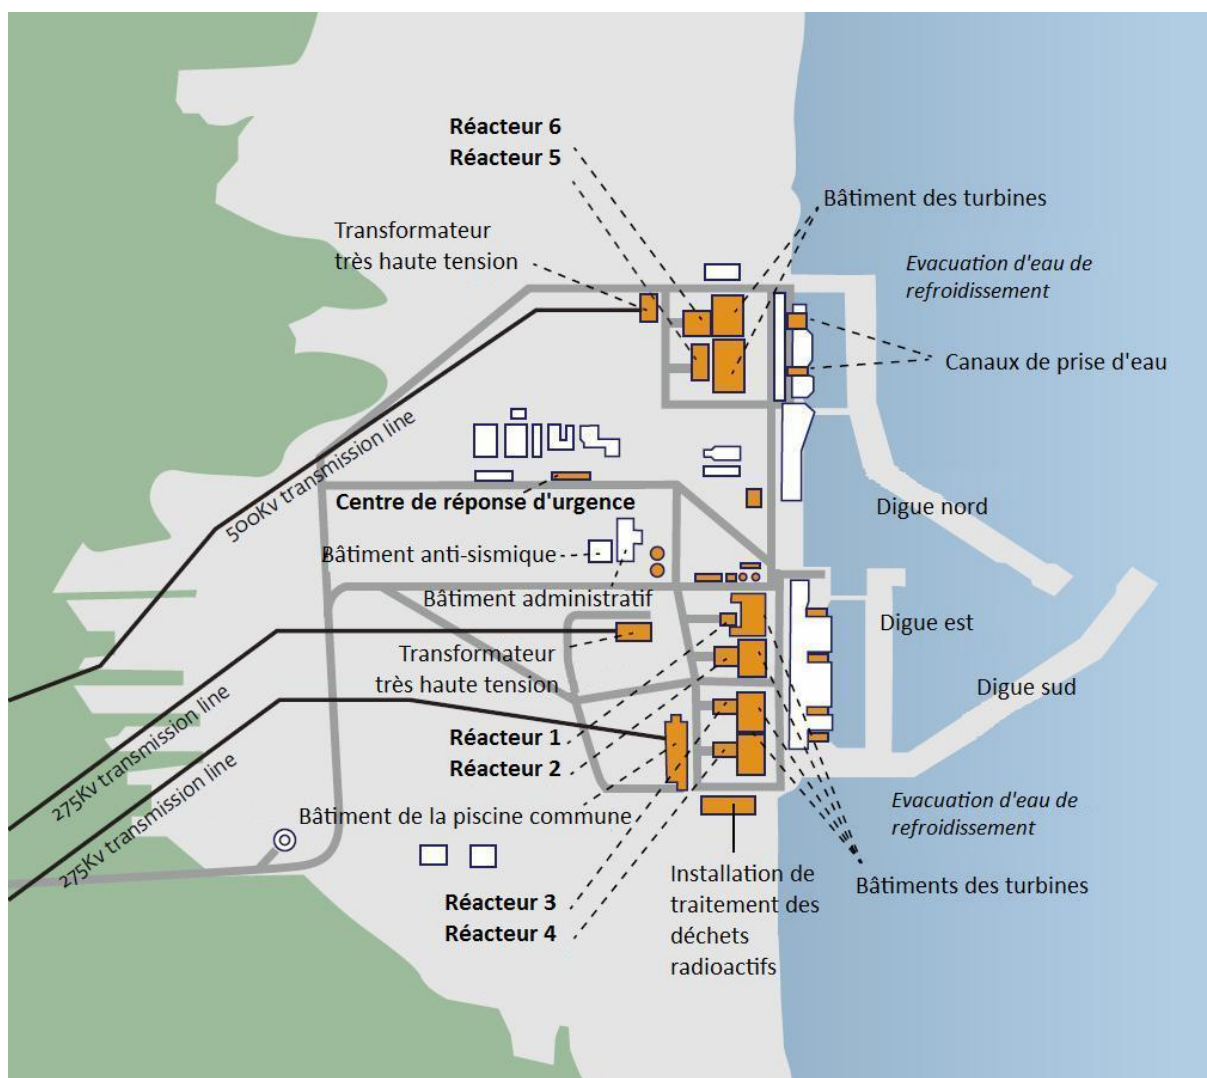 Réacteur 6
Réacteur 5
Bâtiment des turbines
Transformateur
très haute tension
Evacuation d'eau de
refroidissement
Canaux de prise d'eau
500Kv transmission line
Centre de réponse d'urgence
Digue nord
Bâtiment anti-sismique
Bâtiment administratif
Digue est
Transformateur
très haute tension
Digue sud
275Kv transmission line
Réacteur 1
Réacteur 2
275Kv transmission line
Bâtiment de la piscine commune
Evacuation d'eau de
refroidissement
Installation de
traitement des
déchets
radioactifs
Bâtiments des turbines
Réacteur 3
Réacteur 4